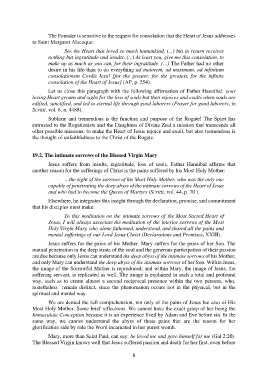 The Founder is sensitive to the request for consolation that the Heart of Jesus addresses
to Saint Margaret Alacoque:
See the Heart that loved so much humankind, (...) but in return receives
nothing but ingratitude and insults. (...) At least you, give me this consolation, to
make up as much as you can, for their ingratitude. (...) The Father had no other
desire in his life than to do everything ad maiorem, ad maximam, ad infinitam
consolationem Cordis Iesu! [for the greater, for the greatest, for the infinite
consolation of the Heart of Jesus] (AP, p. 254).
Let us close this paragraph with the following affirmation of Father Hannibal: your
loving Heart groans and sighs for the loss of souls but then rejoices and exults when souls are
edified, sanctified, and led to eternal life through good laborers (Prayer for good laborers, in
Scritti, vol. 6, n. 4488).
Sublime and tremendous is the function and purpose of the Rogate! The Spirit has
entrusted to the Rogationists and the Daughters of Divine Zeal a mission that transcends all
other possible missions: to make the Heart of Jesus rejoice and exult, but also tremendous is
the thought of unfaithfulness to the Christ of the Rogate.
19.2. The intimate sorrows of the Blessed Virgin Mary
Jesus suffers from insults, ingratitude, loss of souls. Father Hannibal affirms that
another reason for the sufferings of Christ is the pains suffered by his Most Holy Mother:
... the sight of the sorrows of his Most Holy Mother, who was the only one
capable of penetrating the deep abyss of the intimate sorrows of the Heart of Jesus
and who had to become the Queen of Martyrs (Scritti, vol. 44, p. 70 ).
Elsewhere, he integrates this insight through the declaration, promise, and commitment
that his disciples must make:
To this meditation on the intimate sorrows of the Most Sacred Heart of
Jesus, I will always associate the meditation of the interior sorrows of the Most
Holy Virgin Mary, who alone fathomed, understood, and shared all the pains and
mental sufferings of our Lord Jesus Christ (Declarations and Promises, XXIII).
Jesus suffers for the pains of his Mother. Mary suffers for the pains of her Son. The
mutual penetration in the deep strata of the soul and the generous participation of their passion
are due because only Jesus can understand the deep abyss of the intimate sorrows of his Mother,
and only Mary can understand the deep abyss of the intimate sorrows of her Son. Within Jesus,
the image of the Sorrowful Mother is reproduced; and within Mary, the image of Jesus, the
suffering servant, is replicated as well. The image is explained in such a total and profound
way, such as to create almost a second reciprocal presence within the two persons, who,
nonetheless remain distinct, since the phenomenon occurs not in the physical, but in the
spiritual and mental way.
We are denied the full comprehension, not only of the pains of Jesus but also of His
Most Holy Mother. Some brief reflections. We cannot have the exact grasp of her being the
Immaculate Conception because it is an experience lived by Adam and Eve before sin. In the
same way, we cannot understand the abyss of those pains that are the reason for her
glorification side by side the Word incarnated in her purest womb.
Mary, more than Saint Paul, can say: he loved me and gave himself for me (Gal 2:20).
The Blessed Virgin knows well that Jesus suffered passion and death for her first, even before
6